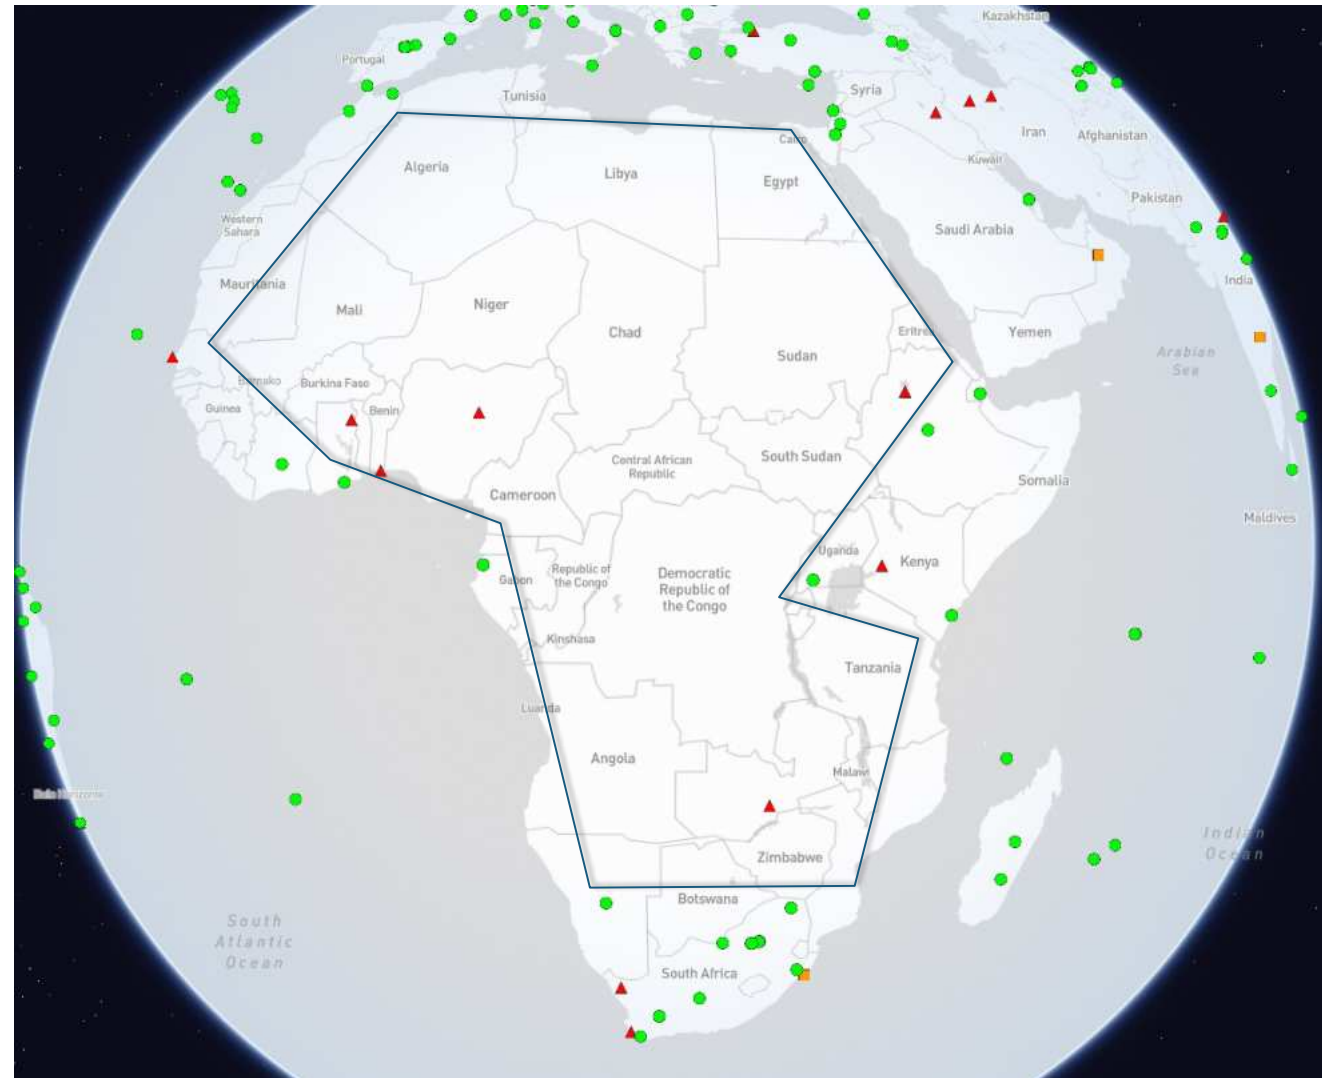 Kazakhstan
Portugal
Tunisia
Syria
Iran
Afghanistan
Cairo
Kuwait
Algeria
Libya
Egypt
Pakistan
Western
Sahara
Saudi Arabia
India
Mauritania
Mali
Niger
Chad
Eritrea
Yemen
Sudan
Arabian
Sea
Bamako
Burkina Faso
Guinea
Benin
Central African
Republic
South Sudan
Somalia
Cameroon
Maldives
Uganda
Kenya
Gabon
Republic of
the Congo
Democratic
Republic of
the Congo
Kinshasa
Tanzania
Luanda
Angola
Malawi
Belo Horizonte
Zimbabwe
Indian
Ocean
Botswana
South
Atlantic
Ocean
South Africa